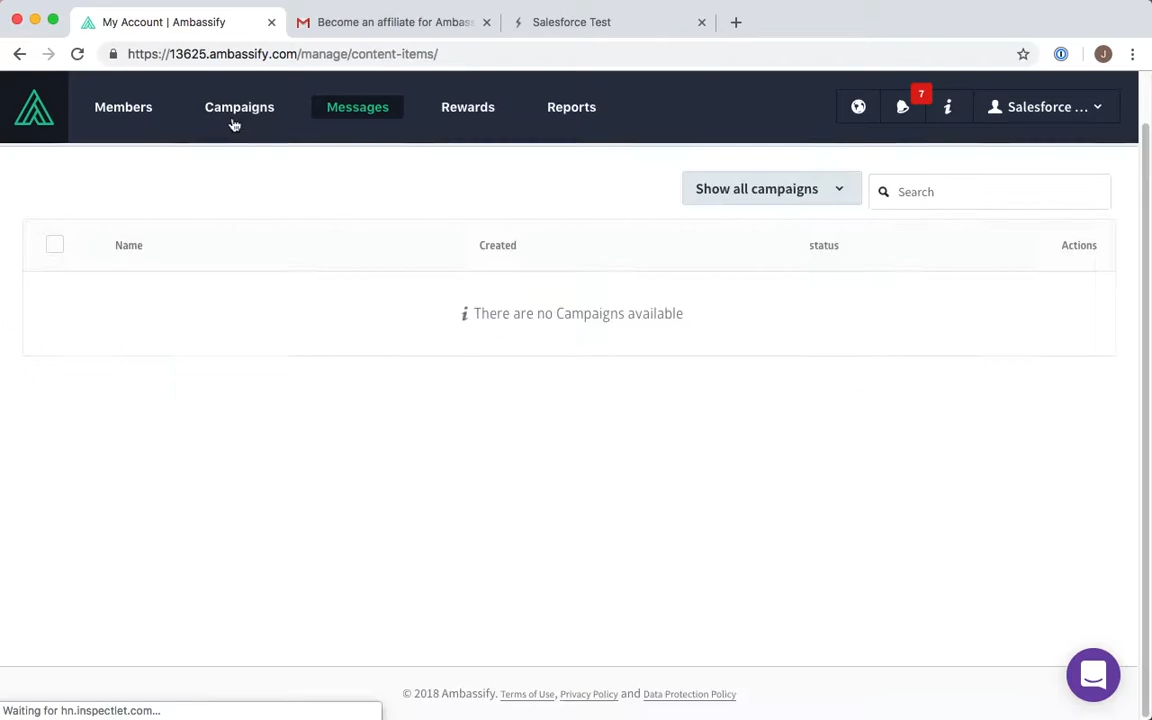 My Account | Ambassify
Become an affiliate for Ambass
Salesforce Test
https://13625.ambassify.com/manage/content-items/
J
Members
Campaigns
Messages
Rewards
Reports
7
Salesforce ...
Show all campaigns
Search
Name
Created
status
Actions
There are no Campaigns available
© 2018 Ambassify. Terms of Use, Privacy Policy and Data Protection Policy
Waiting for hn.inspectlet.com...